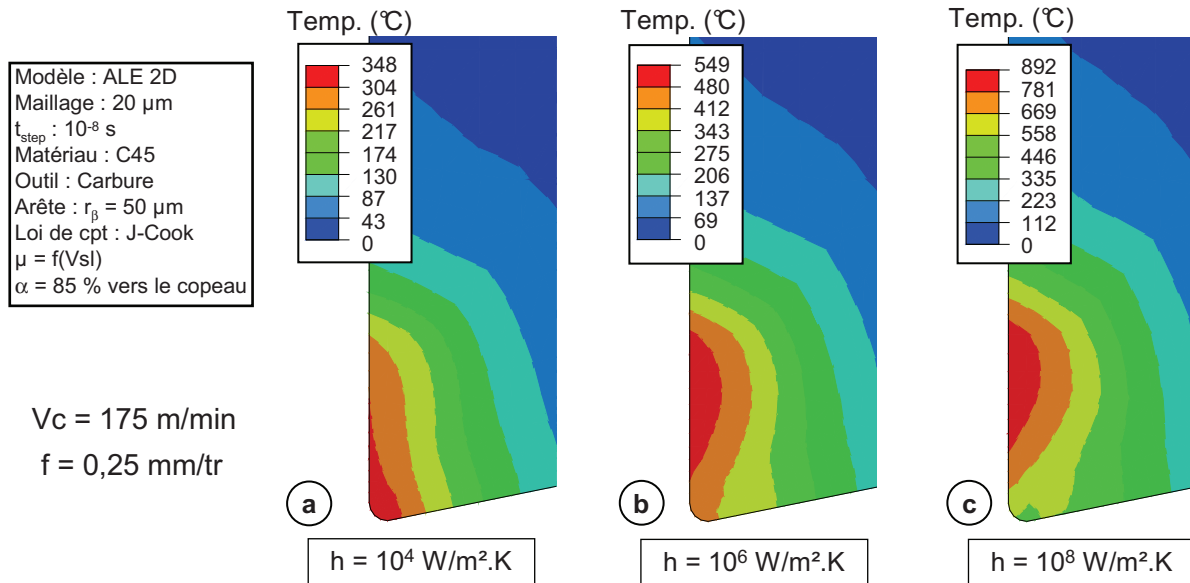 Modèle : ALE 2D
Maillage : 20 µm
tstep : 10-8 s
Matériau : C45
Outil : Carbure
Arête : rβ = 50 µm
Loi de cpt : J-Cook
µ = f(Vsl)
α = 85 % vers le copeau
Vc = 175 m/min
f = 0,25 mm/tr
Temp. (°C)
348
304
261
217
174
130
87
43
0
a
h = 10⁴ W/m².K
Temp. (°C)
549
480
412
343
275
206
137
69
0
b
h = 10⁶ W/m².K
Temp. (°C)
892
781
669
558
446
335
223
112
0
c
h = 10⁸ W/m².K